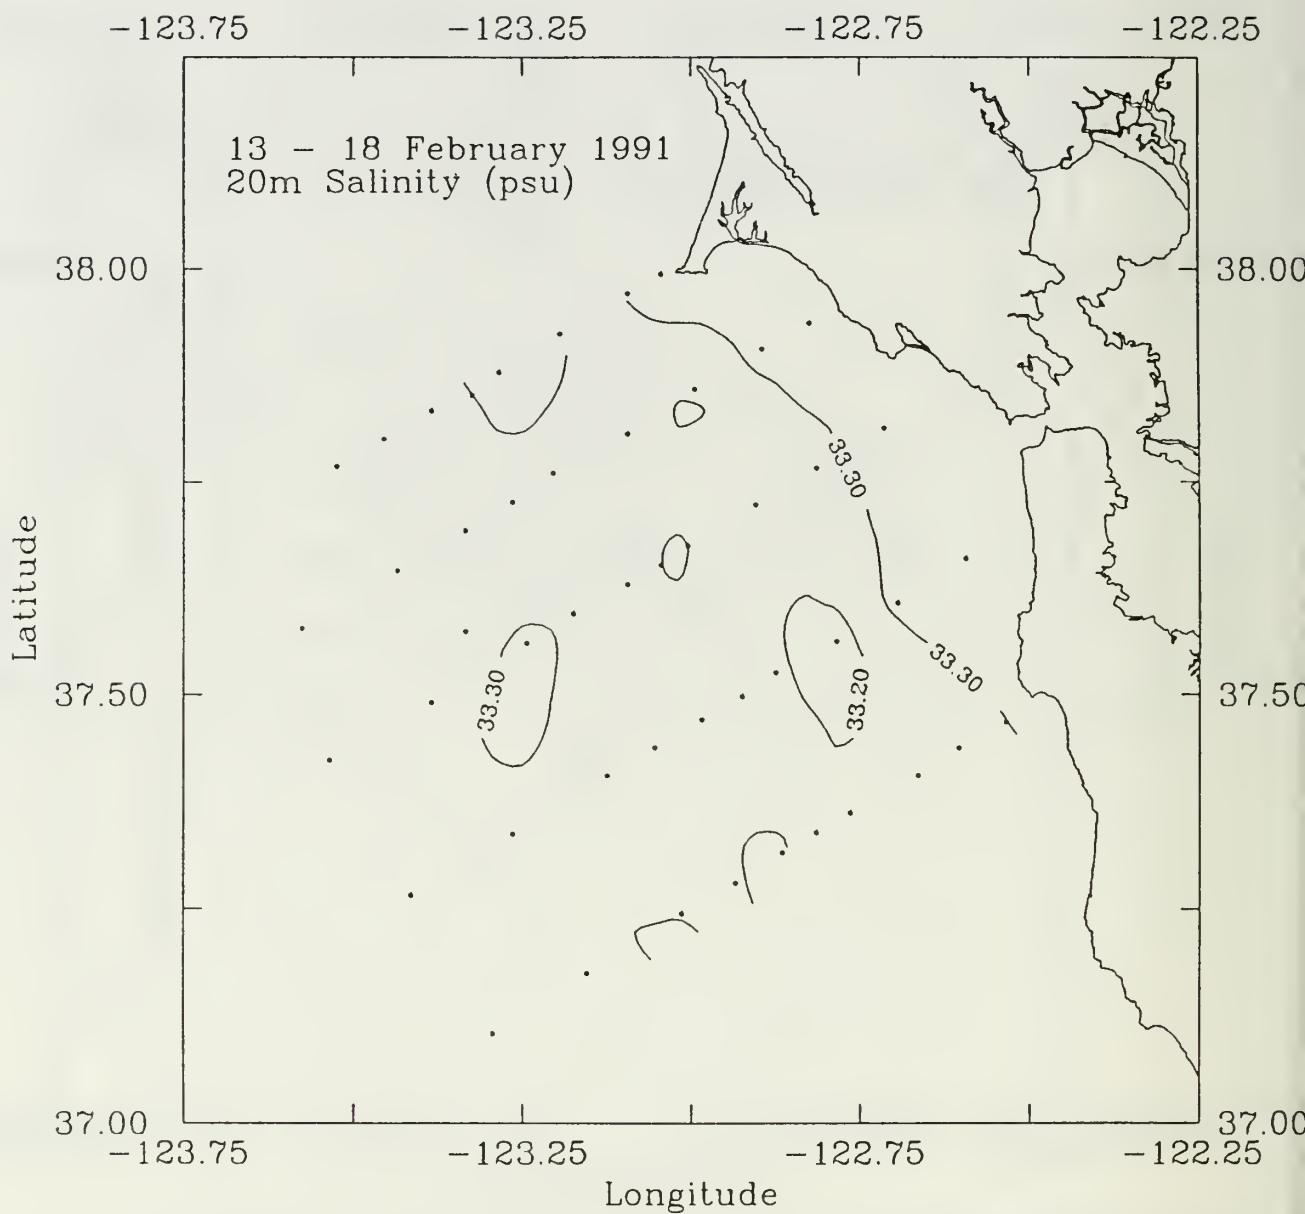 -123.75 -123.25 -122.75 -122.25
13 - 18 February 1991
20m Salinity (psu)
38.00 38.00
33.30
Latitude
33.30
33.30
33.20
37.50 37.50
37.00 37.00
-123.75 -123.25 -122.75 -122.25
Longitude